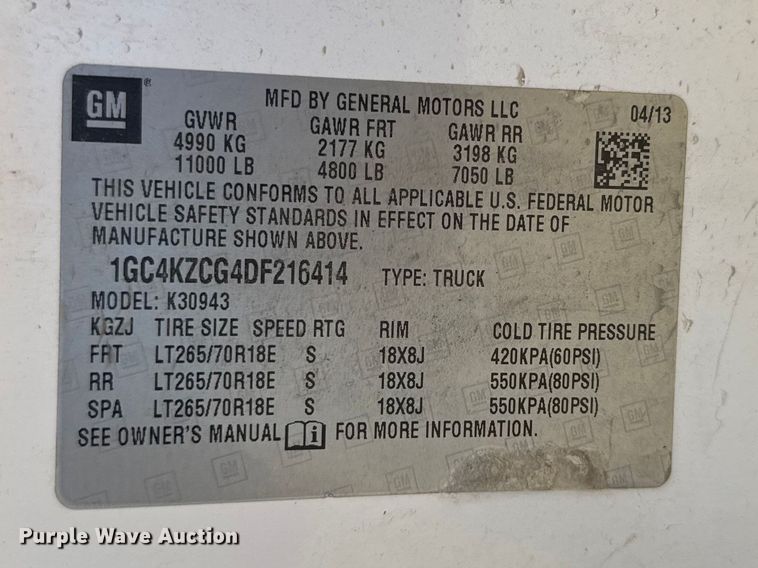 GM ®
MFD BY GENERAL MOTORS LLC 04/13
GVWR GAWR FRT GAWR RR
4990 KG 2177 KG 3198 KG
11000 LB 4800 LB 7050 LB
THIS VEHICLE CONFORMS TO ALL APPLICABLE U.S. FEDERAL MOTOR
VEHICLE SAFETY STANDARDS IN EFFECT ON THE DATE OF
MANUFACTURE SHOWN ABOVE.
1GC4KZCG4DF216414 TYPE: TRUCK
MODEL: K30943
KGZJ TIRE SIZE SPEED RTG RIM COLD TIRE PRESSURE
FRT LT265/70R18E S 18X8J 420KPA(60PSI)
RR LT265/70R18E S 18X8J 550KPA(80PSI)
SPA LT265/70R18E S 18X8J 550KPA(80PSI)
SEE OWNER'S MANUAL i FOR MORE INFORMATION.
Purple Wave Auction